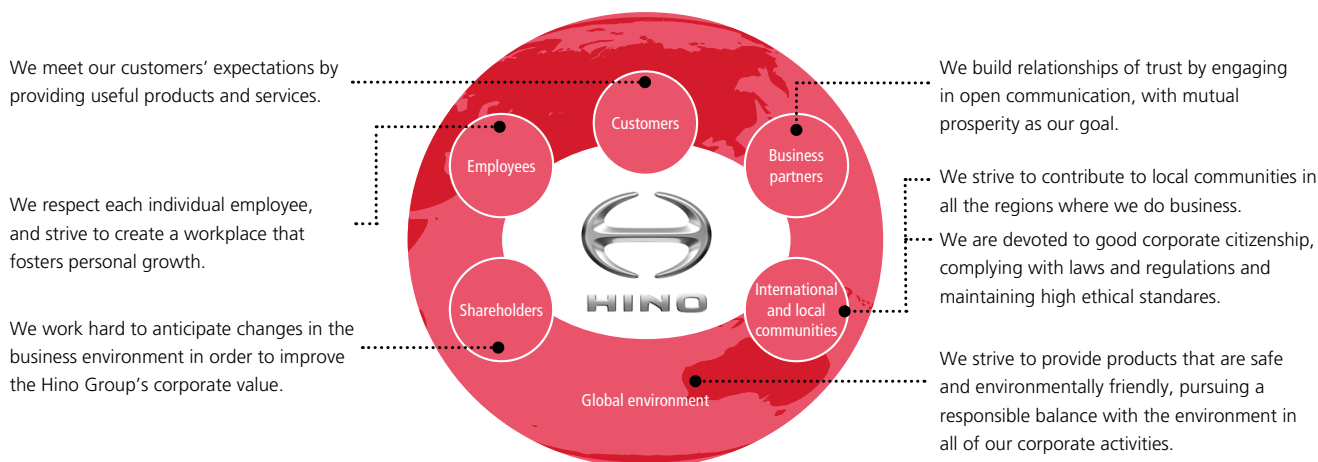 We meet our customers’ expectations by
providing useful products and services.
We respect each individual employee,
and strive to create a workplace that
fosters personal growth.
We work hard to anticipate changes in the
business environment in order to improve
the Hino Group’s corporate value.
Customers
Employees
Business
partners
HINO
Shareholders
International
and local
communities
Global environment
We build relationships of trust by engaging
in open communication, with mutual
prosperity as our goal.
We strive to contribute to local communities in
all the regions where we do business.
We are devoted to good corporate citizenship,
complying with laws and regulations and
maintaining high ethical standares.
We strive to provide products that are safe
and environmentally friendly, pursuing a
responsible balance with the environment in
all of our corporate activities.